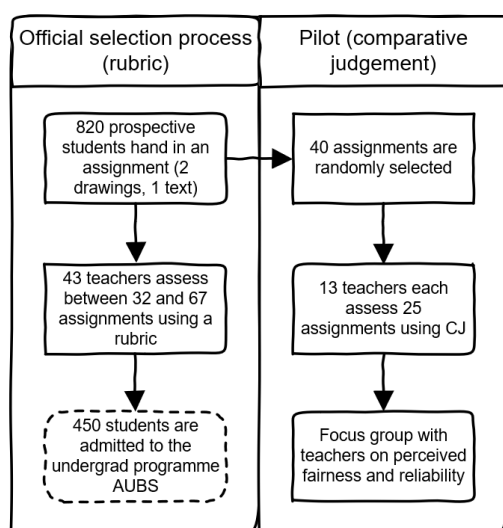 Official selection process
(rubric)
Pilot (comparative
judgement)
820 prospective
students hand in an
assignment (2
drawings, 1 text)
40 assignments are
randomly selected
43 teachers assess
between 32 and 67
assignments using a
rubric
13 teachers each
assess 25
assignments using CJ
450 students are
admitted to the
undergrad programme
AUBS
Focus group with
teachers on perceived
fairness and reliability